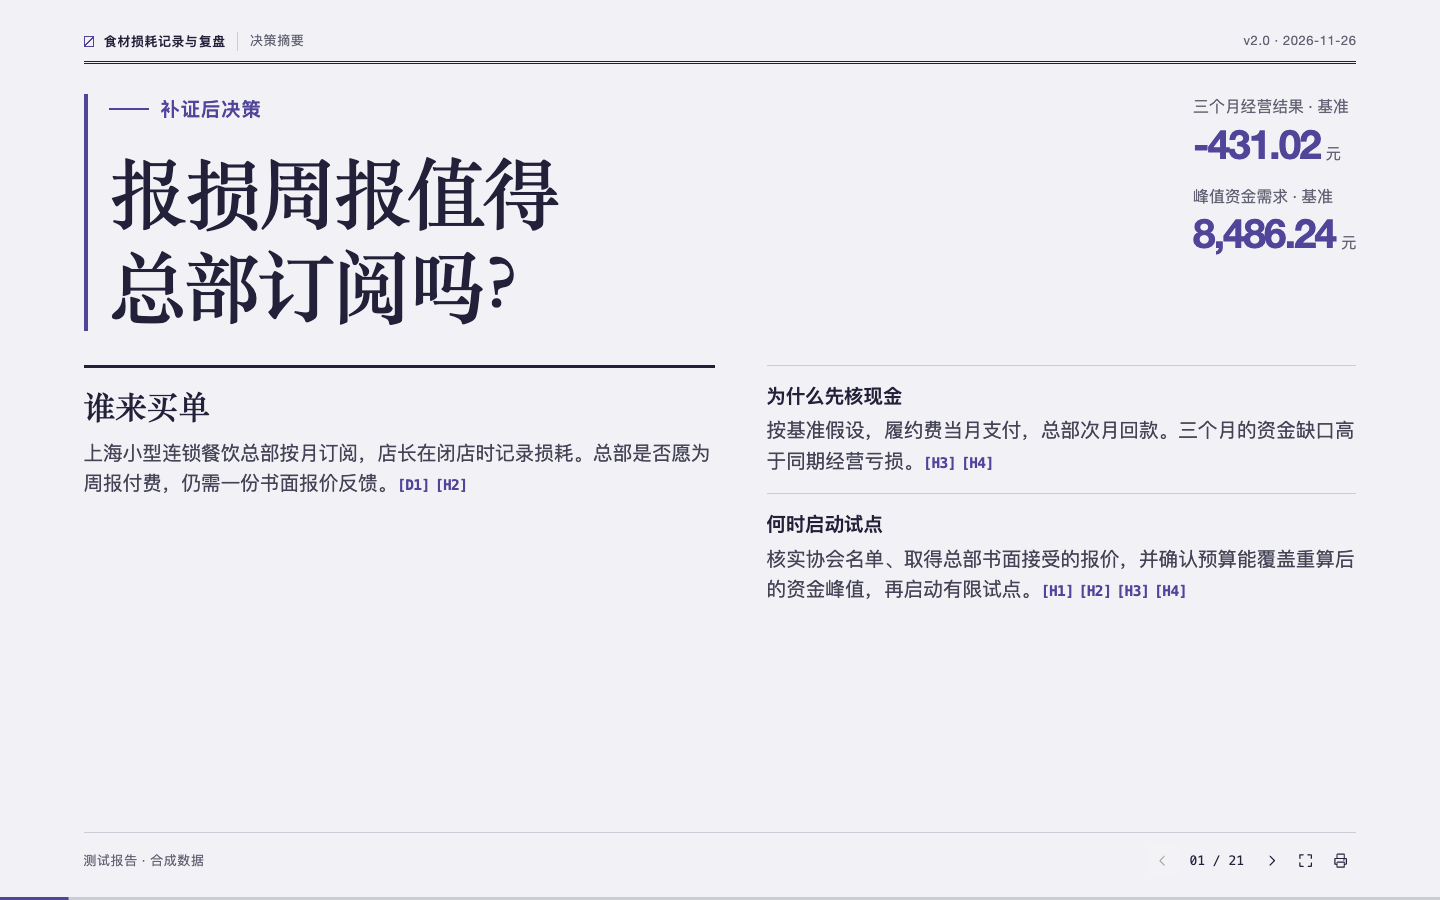 食材损耗记录与复盘 决策摘要 v2.0 · 2026-11-26
补证后决策
报损周报值得
总部订阅吗?
三个月经营结果 · 基准
-431.02 元
峰值资金需求 · 基准
8,486.24 元
谁来买单
上海小型连锁餐饮总部按月订阅，店长在闭店时记录损耗。总部是否愿为
周报付费，仍需一份书面报价反馈。[D1] [H2]
为什么先核现金
按基准假设，履约费当月支付，总部次月回款。三个月的资金缺口高
于同期经营亏损。[H3] [H4]
何时启动试点
核实协会名单、取得总部书面接受的报价，并确认预算能覆盖重算后
的资金峰值，再启动有限试点。[H1] [H2] [H3] [H4]
测试报告 · 合成数据 01 / 21